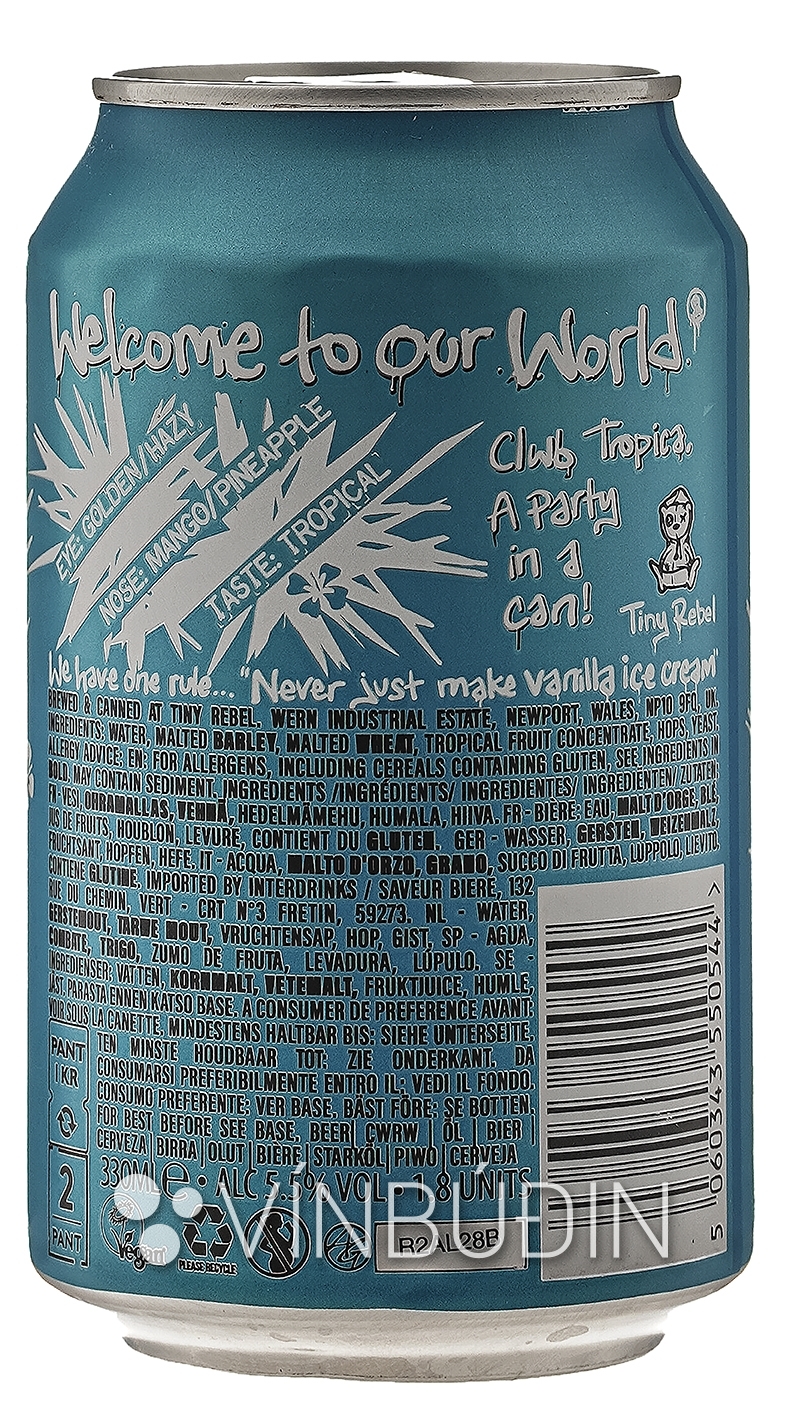 Welcome to our World
EYE: GOLDEN/HAZY
NOSE: MANGO/PINEAPPLE
TASTE: TROPICAL
Clwb Tropica.
A Party
in a
can!
Tiny Rebel
We have one rule... "Never just make vanilla ice cream"
BREWED & CANNED AT TINY REBEL, WERN INDUSTRIAL ESTATE, NEWPORT, WALES, NP10 9FQ, UK.
INGREDIENTS: WATER, MALTED BARLEY, MALTED WHEAT, TROPICAL FRUIT CONCENTRATE, HOPS, YEAST.
ALLERGY ADVICE: EN: FOR ALLERGENS, INCLUDING CEREALS CONTAINING GLUTEN, SEE INGREDIENTS IN
BOLD, MAY CONTAIN SEDIMENT. INGREDIENTS /INGRÉDIENTS/ INGREDIENTES/ INGREDIENTEN/ ZUTATEN:
FI - VESI, OHRAMALLAS, VEHNÄ, HEDELMÄMEHU, HUMALA, HIIVA. FR - BIERE: EAU, MALT D'ORGE, BLÉ,
JUS DE FRUITS, HOUBLON, LEVURE, CONTIENT DU GLUTEN. GER - WASSER, GERSTEN, WEIZENMALZ,
FRUCHTSANT, HOPFEN, HEFE. IT - ACQUA, MALTO D'ORZO, GRANO, SUCCO DI FRUTTA, LUPPOLO, LIEVITO.
CONTIENE GLUTINE, IMPORTED BY INTERDRINKS / SAVEUR BIERE, 132
RUE DU CHEMIN, VERT - CRT N°3 FRETIN, 59273. NL - WATER,
GERSTEMOUT, TARWE MOUT, VRUCHTENSAP, HOP, GIST. SP - AGUA,
COMBATE, TRIGO, ZUMO DE FRUTA, LEVADURA, LÚPULO. SE -
INGREDIENSER: VATTEN, KORNMALT, VETEMALT, FRUKTJUICE, HUMLE,
JÄST. PARASTA ENNEN KATSO BASE. A CONSUMER DE PREFERENCE AVANT:
VOIR SOUS LA CANETTE, MINDESTENS HALTBAR BIS: SIEHE UNTERSEITE,
TEN MINSTE HOUDBAAR TOT: ZIE ONDERKANT. DA
CONSUMARSI PREFERIBILMENTE ENTRO IL: VEDI IL FONDO,
CONSUMO PREFERENTE: VER BASE, BÄST FÖRE: SE BOTTEN,
FOR BEST BEFORE SEE BASE, BEER | CWRW | ÖL | BIER
CERVEZA | BIRRA | OLUT | BIÈRE | STARKÖL | PIWO | CERVEJA
330ML e • ALC 5.5% VOL • 1.8 UNITS
PANT
1 KR
2
PANT
Vegan
PLEASE RECYCLE
R2AL28B
5 060343 550544 >
VÍNBÚÐIN